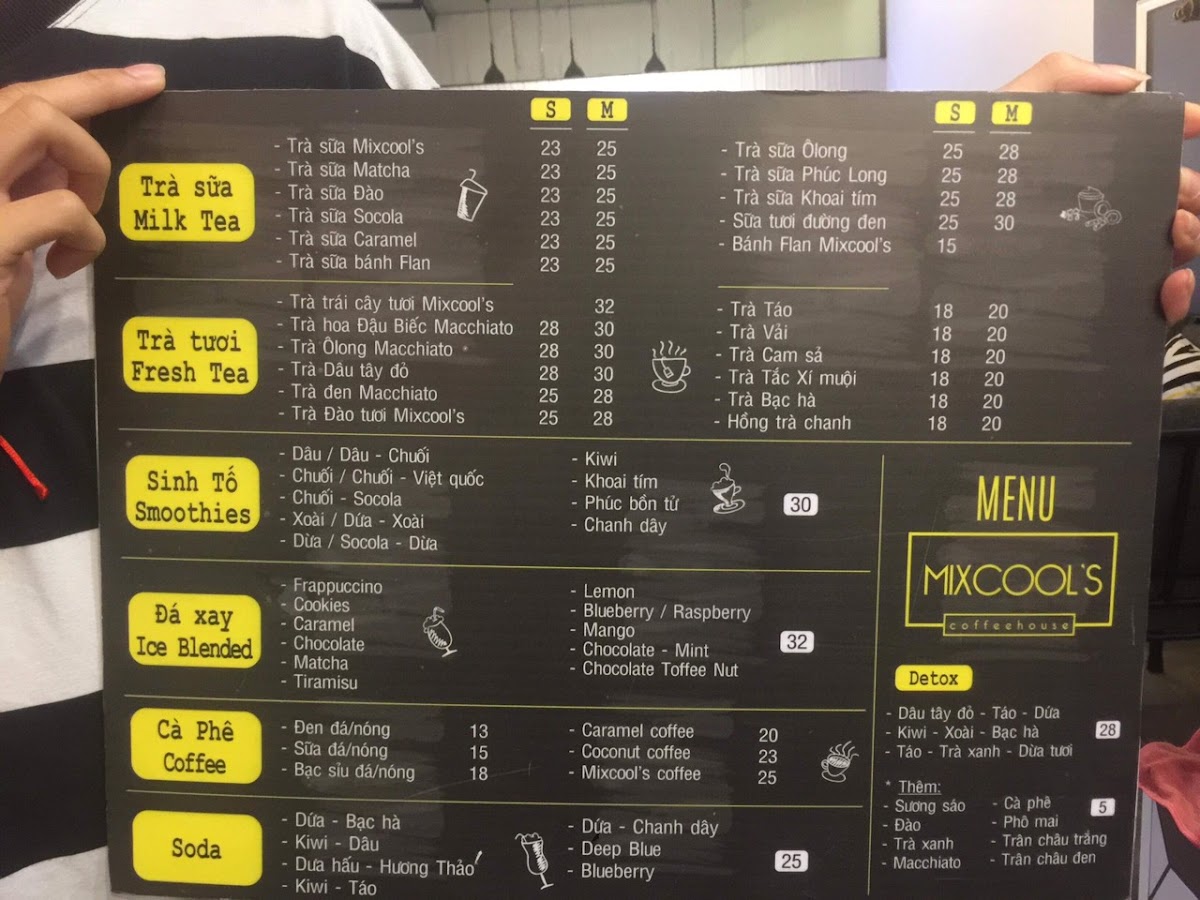 S M
Trà sữa
Milk Tea
- Trà sữa Mixcool's 23 25
- Trà sữa Matcha 23 25
- Trà sữa Đào 23 25
- Trà sữa Socola 23 25
- Trà sữa Caramel 23 25
- Trà sữa bánh Flan 23 25
S M
- Trà sữa Ôlong 25 28
- Trà sữa Phúc Long 25 28
- Trà sữa Khoai tím 25 28
- Sữa tươi đường đen 25 30
- Bánh Flan Mixcool's 15
Trà tươi
Fresh Tea
- Trà trái cây tươi Mixcool's 32
- Trà hoa Đậu Biếc Macchiato 28 30
- Trà Ôlong Macchiato 28 30
- Trà Dâu tây đỏ 28 30
- Trà đen Macchiato 25 28
- Trà Đào tươi Mixcool's 25 28
- Trà Táo 18 20
- Trà Vải 18 20
- Trà Cam sả 18 20
- Trà Tắc Xí muội 18 20
- Trà Bạc hà 18 20
- Hồng trà chanh 18 20
Sinh Tố
Smoothies
- Dâu / Dâu - Chuối
- Chuối / Chuối - Việt quốc
- Chuối - Socola
- Xoài / Dứa - Xoài
- Dừa / Socola - Dừa
- Kiwi
- Khoai tím
- Phúc bồn tử
- Chanh dây
30
Đá xay
Ice Blended
- Frappuccino
- Cookies
- Caramel
- Chocolate
- Matcha
- Tiramisu
- Lemon
- Blueberry / Raspberry
- Mango
- Chocolate - Mint
- Chocolate Toffee Nut
32
Cà Phê
Coffee
- Đen đá/nóng 13
- Sữa đá/nóng 15
- Bạc sỉu đá/nóng 18
- Caramel coffee 20
- Coconut coffee 23
- Mixcool's coffee 25
Soda
- Dứa - Bạc hà
- Kiwi - Dâu
- Dưa hấu - Hương Thảo
- Kiwi - Táo
- Dứa - Chanh dây
- Deep Blue
- Blueberry
25
MENU
MIXCOOL'S
coffeehouse
Detox
- Dâu tây đỏ - Táo - Dứa
- Kiwi - Xoài - Bạc hà
- Táo - Trà xanh - Dừa tươi
28
* Thêm:
- Sương sáo
- Đào
- Trà xanh
- Macchiato
- Cà phê
- Phô mai
- Trân châu trắng
- Trân châu đen
5